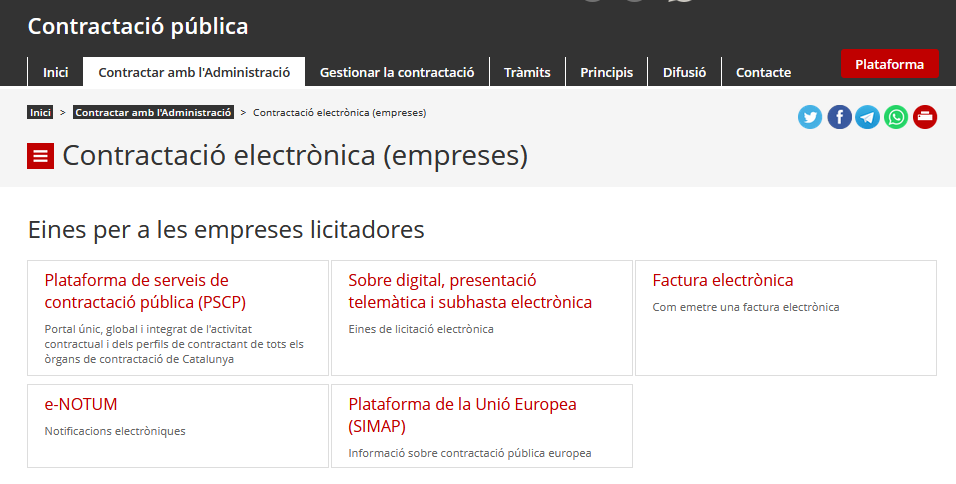 Contractació pública
Inici
Contractar amb l'Administració
Gestionar la contractació
Tràmits
Principis
Difusió
Contacte
Plataforma
Inici > Contractar amb l'Administració > Contractació electrònica (empreses)
Contractació electrònica (empreses)
Eines per a les empreses licitadores
Plataforma de serveis de
contractació pública (PSCP)
Portal únic, global i integrat de l'activitat
contractual i dels perfils de contractant de tots els
òrgans de contractació de Catalunya
Sobre digital, presentació
telemàtica i subhasta electrònica
Eines de licitació electrònica
Factura electrònica
Com emetre una factura electrònica
e-NOTUM
Notificacions electròniques
Plataforma de la Unió Europea
(SIMAP)
Informació sobre contractació pública europea